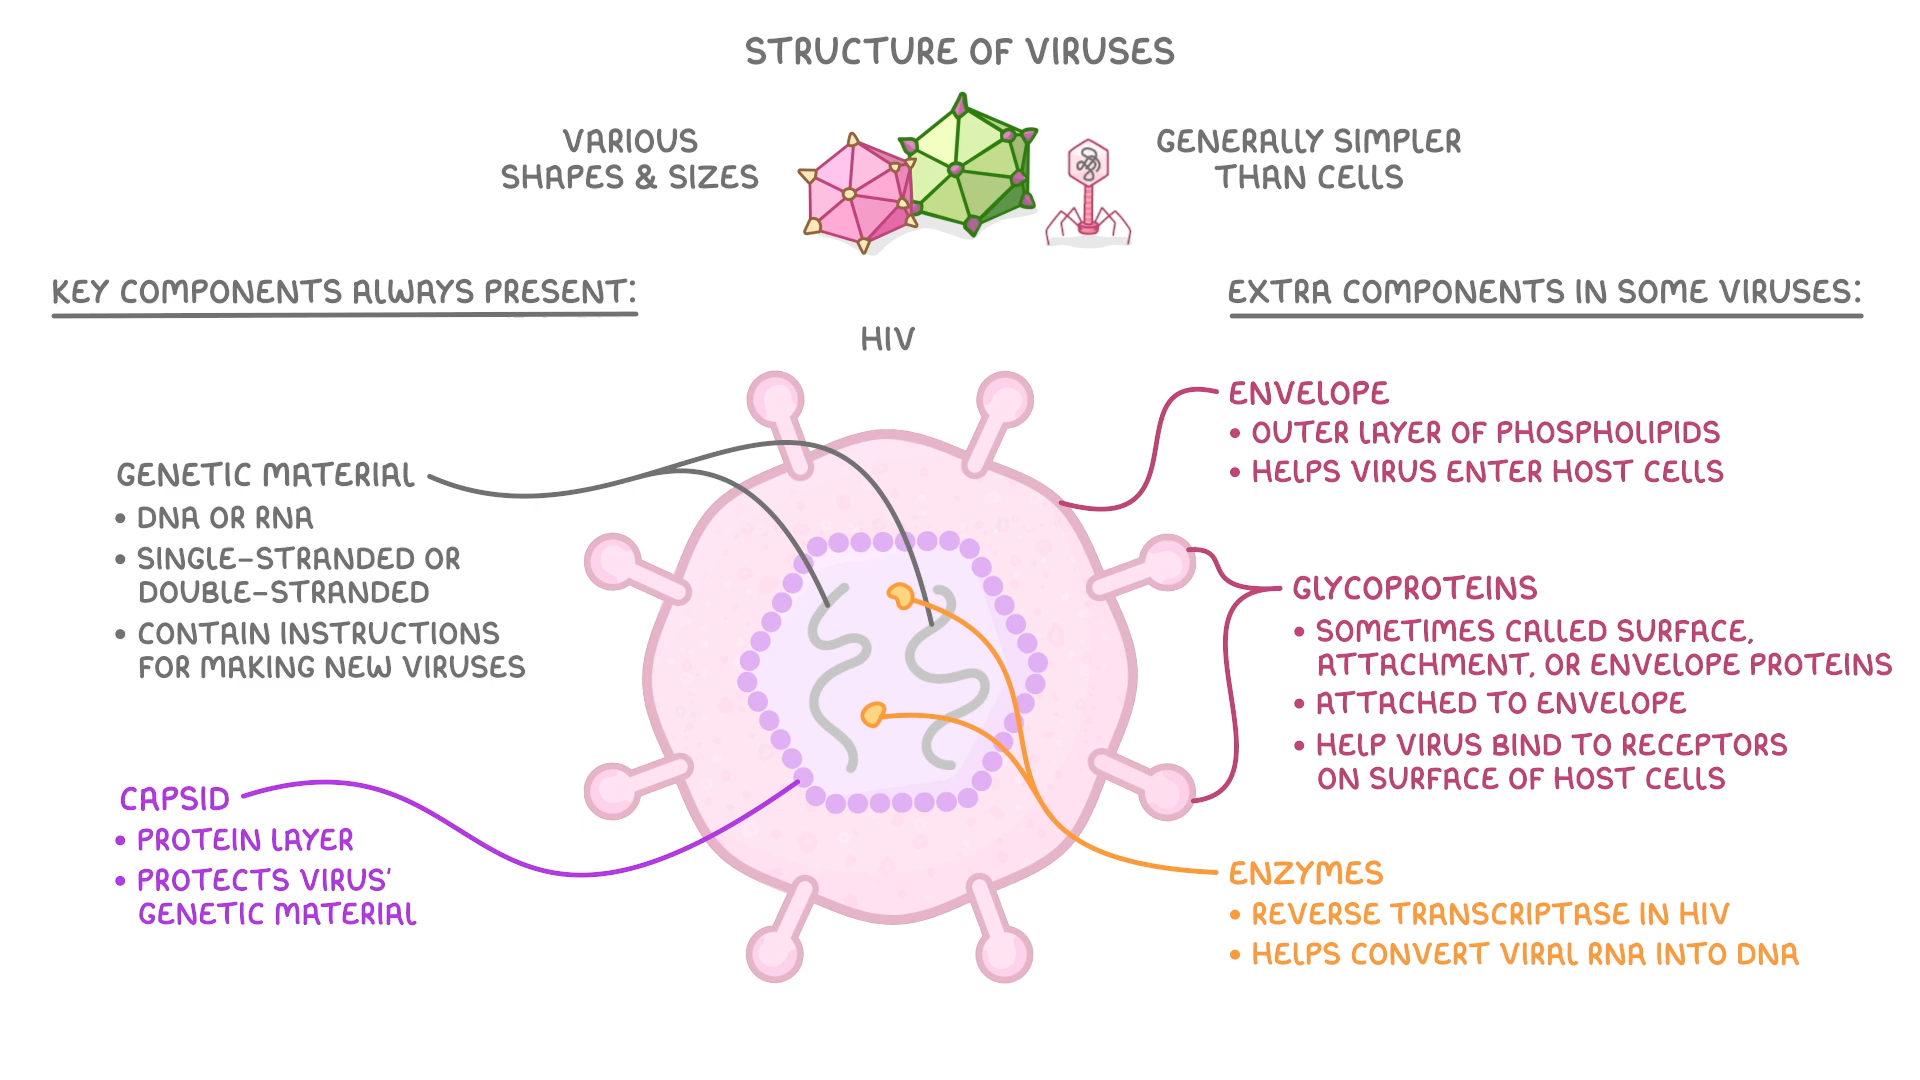 STRUCTURE OF VIRUSES
VARIOUS
SHAPES & SIZES
GENERALLY SIMPLER
THAN CELLS
KEY COMPONENTS ALWAYS PRESENT:
EXTRA COMPONENTS IN SOME VIRUSES:
HIV
GENETIC MATERIAL
• DNA OR RNA
• SINGLE-STRANDED OR
DOUBLE-STRANDED
• CONTAIN INSTRUCTIONS
FOR MAKING NEW VIRUSES
CAPSID
• PROTEIN LAYER
• PROTECTS VIRUS'
GENETIC MATERIAL
ENVELOPE
• OUTER LAYER OF PHOSPHOLIPIDS
• HELPS VIRUS ENTER HOST CELLS
GLYCOPROTEINS
• SOMETIMES CALLED SURFACE,
ATTACHMENT, OR ENVELOPE PROTEINS
• ATTACHED TO ENVELOPE
• HELP VIRUS BIND TO RECEPTORS
ON SURFACE OF HOST CELLS
ENZYMES
• REVERSE TRANSCRIPTASE IN HIV
• HELPS CONVERT VIRAL RNA INTO DNA